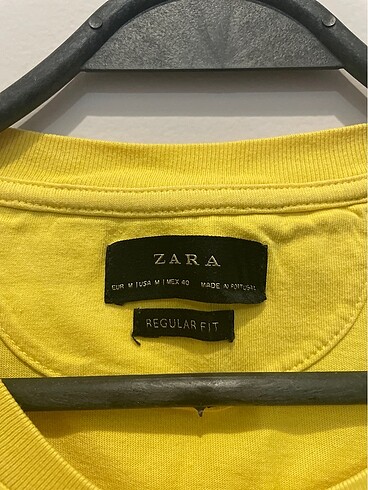 ZARA
EUR M | USA M | MEX 40 MADE IN PORTUGAL
REGULAR FIT